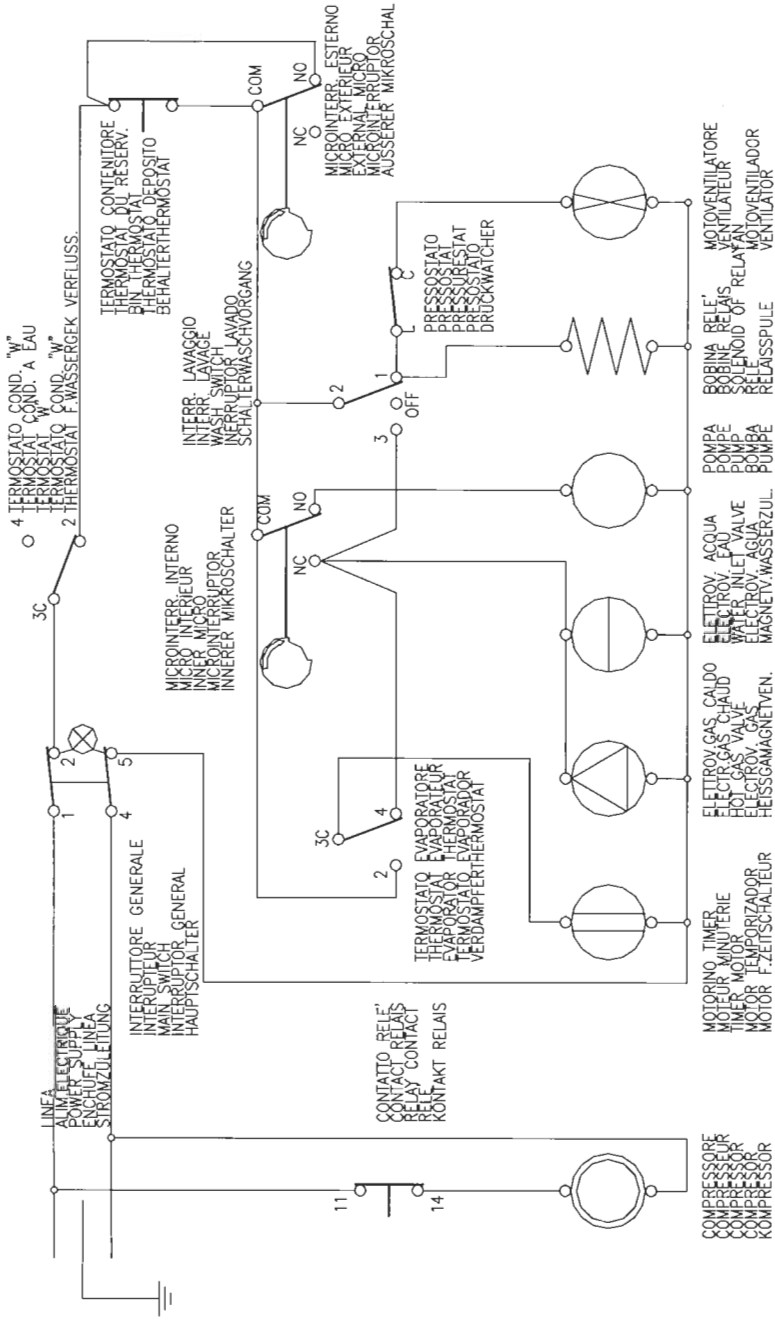 LINEA
ALIM.ELECTRIQUE
POWER SUPPLY
ENCHUFE LINEA
STROMZULEITUNG
1
2
4
5
INTERRUTTORE GENERALE
INTERUPTEUR
MAIN SWITCH
INTERRUPTOR GENERAL
HAUPTSCHALTER
3C
4
2
TERMOSTATO COND. "W"
TERMOSTAT COND. A EAU
TERMOSTAT "W"
TERMOSTATO COND. "W"
THERMOSTAT F.WASSERGEK VERFLUSS.
TERMOSTATO CONTENITORE
THERMOSTAT DU RESERV.
BIN THERMOSTAT
THERMOSTATO DEPOSITO
BEHALTERTHERMOSTAT
COM
NO
NC
MICROINTERR. ESTERNO
MICRO EXTERIEUR
EXTERNAL MICRO
MICROINTERRUPTOR
AUSSERER MIKROSCHAL
MICROINTERR. INTERNO
MICRO INTERIEUR
INNER MICRO
MICROINTERRUPTOR
INNERER MIKROSCHALTER
COM
NO
NC
INTERR- LAVAGGIO
INTERR- LAVAGE
WASH SWITCH
INERRUPTOR LAVADO
SCHALTERWASCHVORGANG
2
1
OFF
3
L
C
PRESSOSTATO
PRESSOSTAT
PRESSURESTAT
PRESOSTATO
DRUCKWATCHER
3C
2
4
TERMOSTATO EVAPORATORE
THERMOSTAT EVAPORATEUR
EVAPORATOR THERMOSTAT
TERMOSTATO EVAPORADOR
VERDAMPFERTHERMOSTAT
CONTATTO RELE'
CONTACT RELAIS
RELAY CONTACT
RELE
KONTAKT RELAIS
11
14
COMPRESSORE
COMPRESSEUR
COMPRESSOR
COMPRESOR
KOMPRESSOR
MOTORINO TIMER
MOTEUR MINUTERIE
TIMER MOTOR
MOTOR TEMPORIZADOR
MOTOR F.ZEITSCHALTEUR
ELETTROV.GAS CALDO
ELECTR.GAS CHAUD
HOT GAS VALVE
ELECTROV. GAS
HEISSGAMAGNETVEN.
ELETTROV. ACQUA
ELECTROV. EAU
WATER INLET VALVE
ELECTROV. AGUA
MAGNETV.WASSERZUL.
POMPA
POMPE
PUMP
BOMBA
PUMPE
BOBINA RELE'
BOBINE RELAIS
SOLENOID OF RELAY
RELE
RELAISSPULE
MOTOVENTILATORE
VENTILATEUR
FAN
MOTOVENTILADOR
VENTILATOR